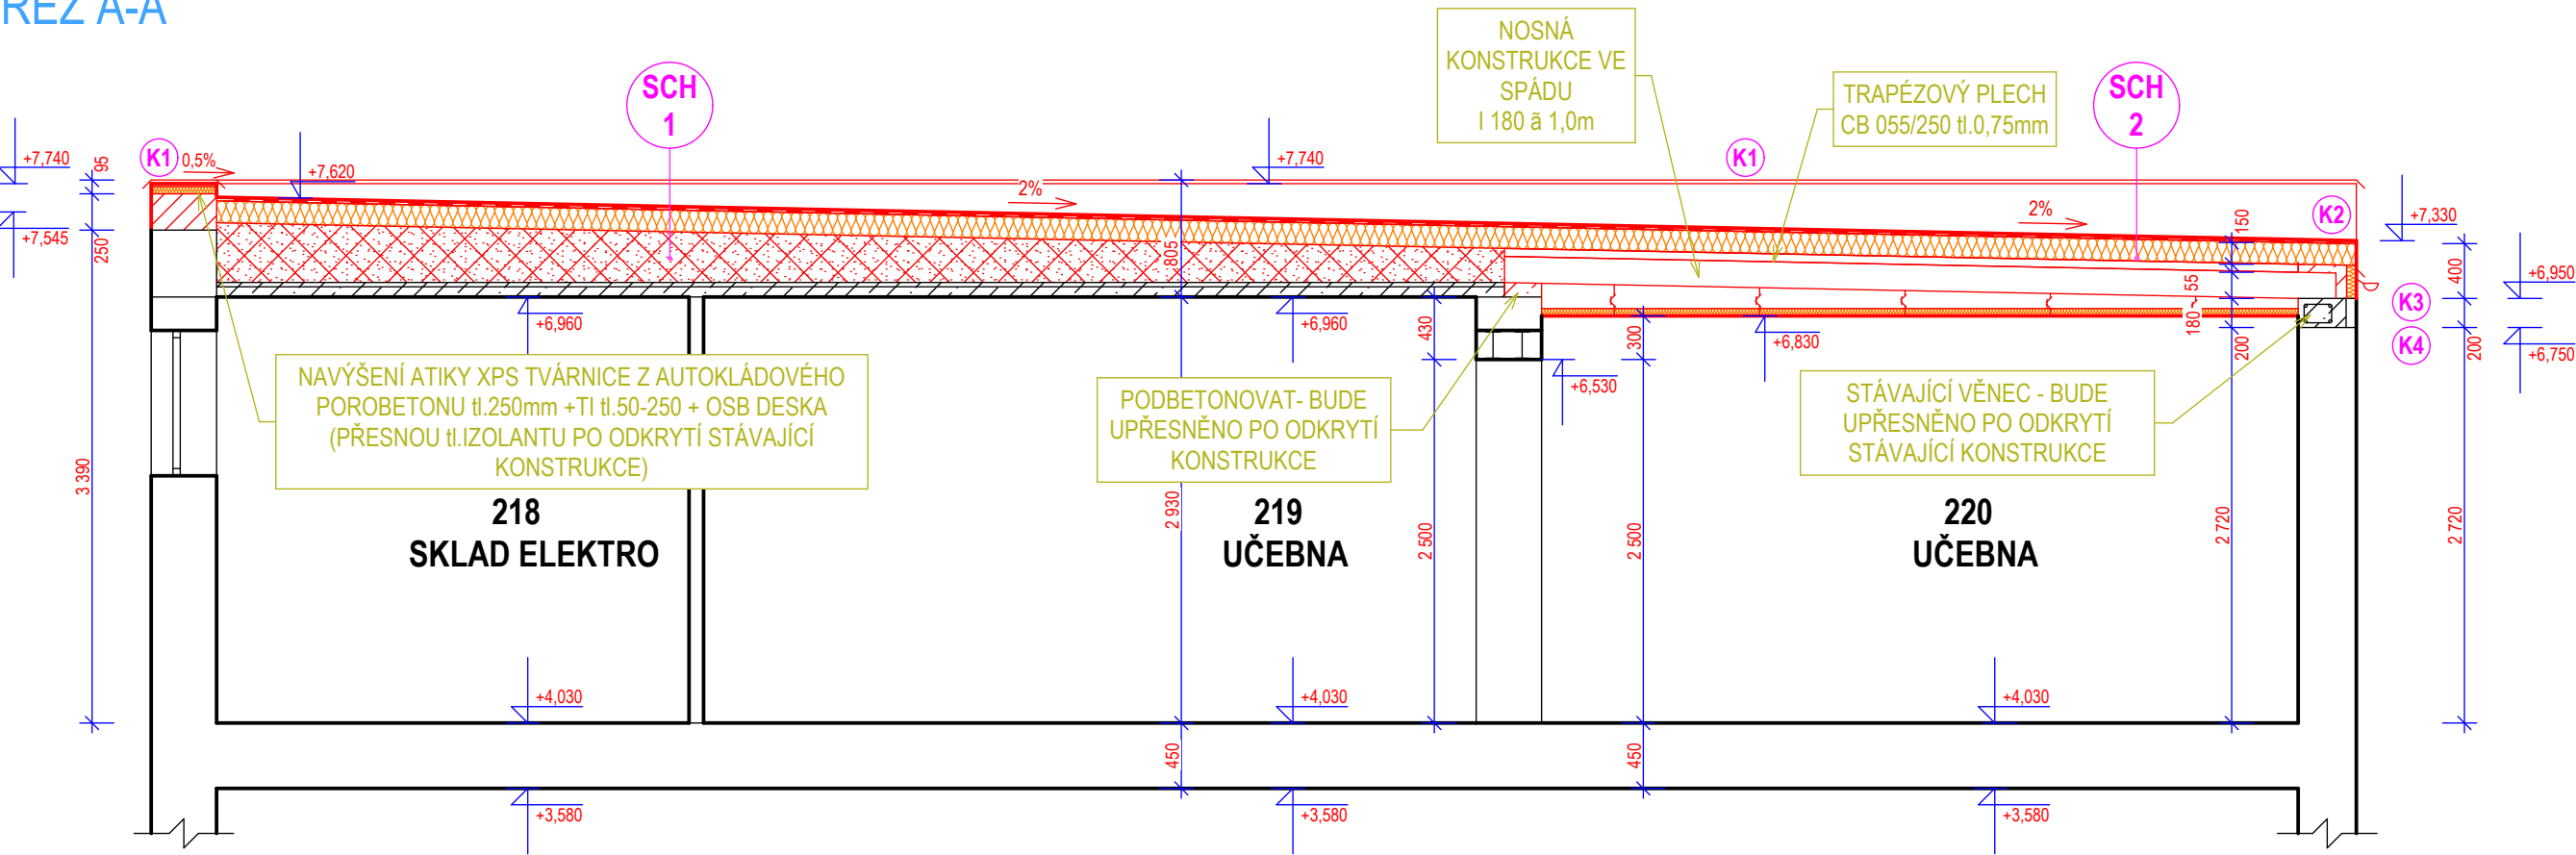 ŘEZ A-A
NOSNÁ
KONSTRUKCE VE
SPÁDU
I 180 ã 1,0m
TRAPÉZOVÝ PLECH
CB 055/250 tl.0,75mm
SCH
1
SCH
2
K1
0,5%
K1
K2
K3
K4
+7,740
95
+7,545
250
3 390
+7,620
2%
+7,740
2%
150
+7,330
400
+6,950
200
+6,750
805
+6,960
+6,960
430
300
+6,830
180
55
200
+6,530
NAVÝŠENÍ ATIKY XPS TVÁRNICE Z AUTOKLÁDOVÉHO
POROBETONU tl.250mm +TI tl.50-250 + OSB DESKA
(PŘESNOU tl.IZOLANTU PO ODKRYTÍ STÁVAJÍCÍ
KONSTRUKCE)
PODBETONOVAT- BUDE
UPŘESNĚNO PO ODKRYTÍ
KONSTRUKCE
STÁVAJÍCÍ VĚNEC - BUDE
UPŘESNĚNO PO ODKRYTÍ
STÁVAJÍCÍ KONSTRUKCE
218
SKLAD ELEKTRO
219
UČEBNA
220
UČEBNA
2 930
2 500
2 500
2 720
2 720
+4,030
+4,030
+4,030
450
450
+3,580
+3,580
+3,580